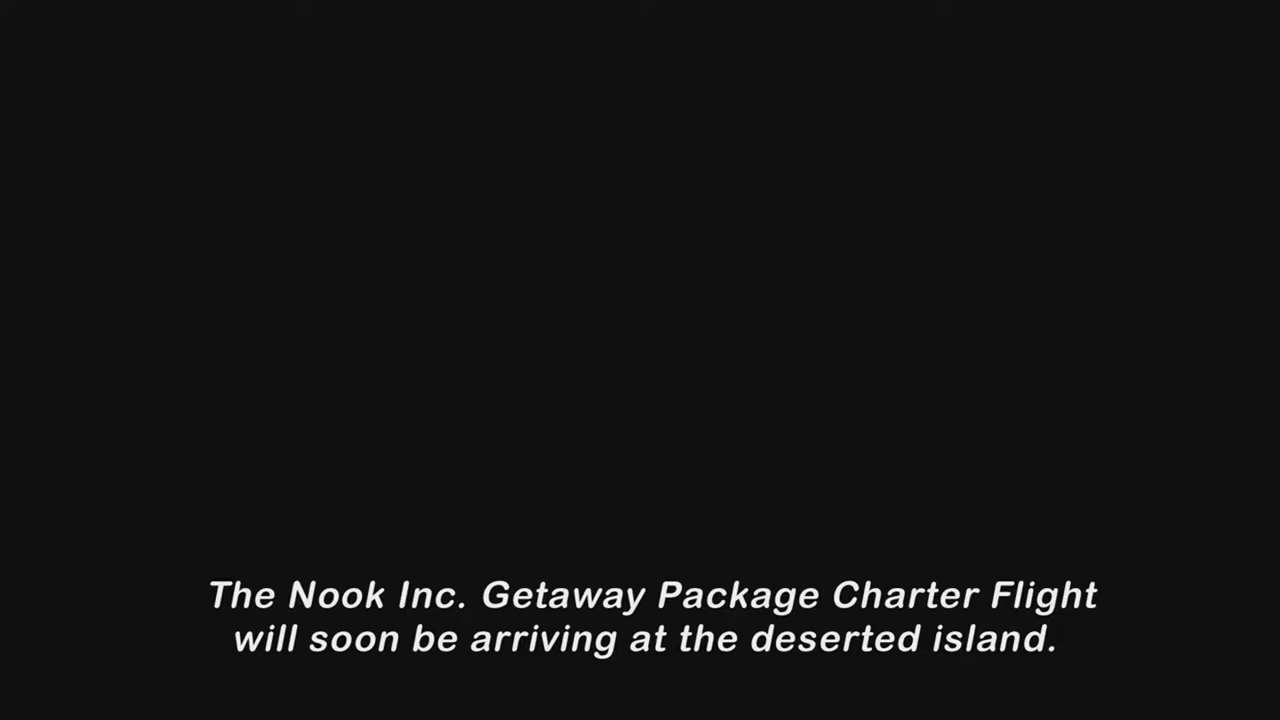 The Nook Inc. Getaway Package Charter Flight
will soon be arriving at the deserted island.